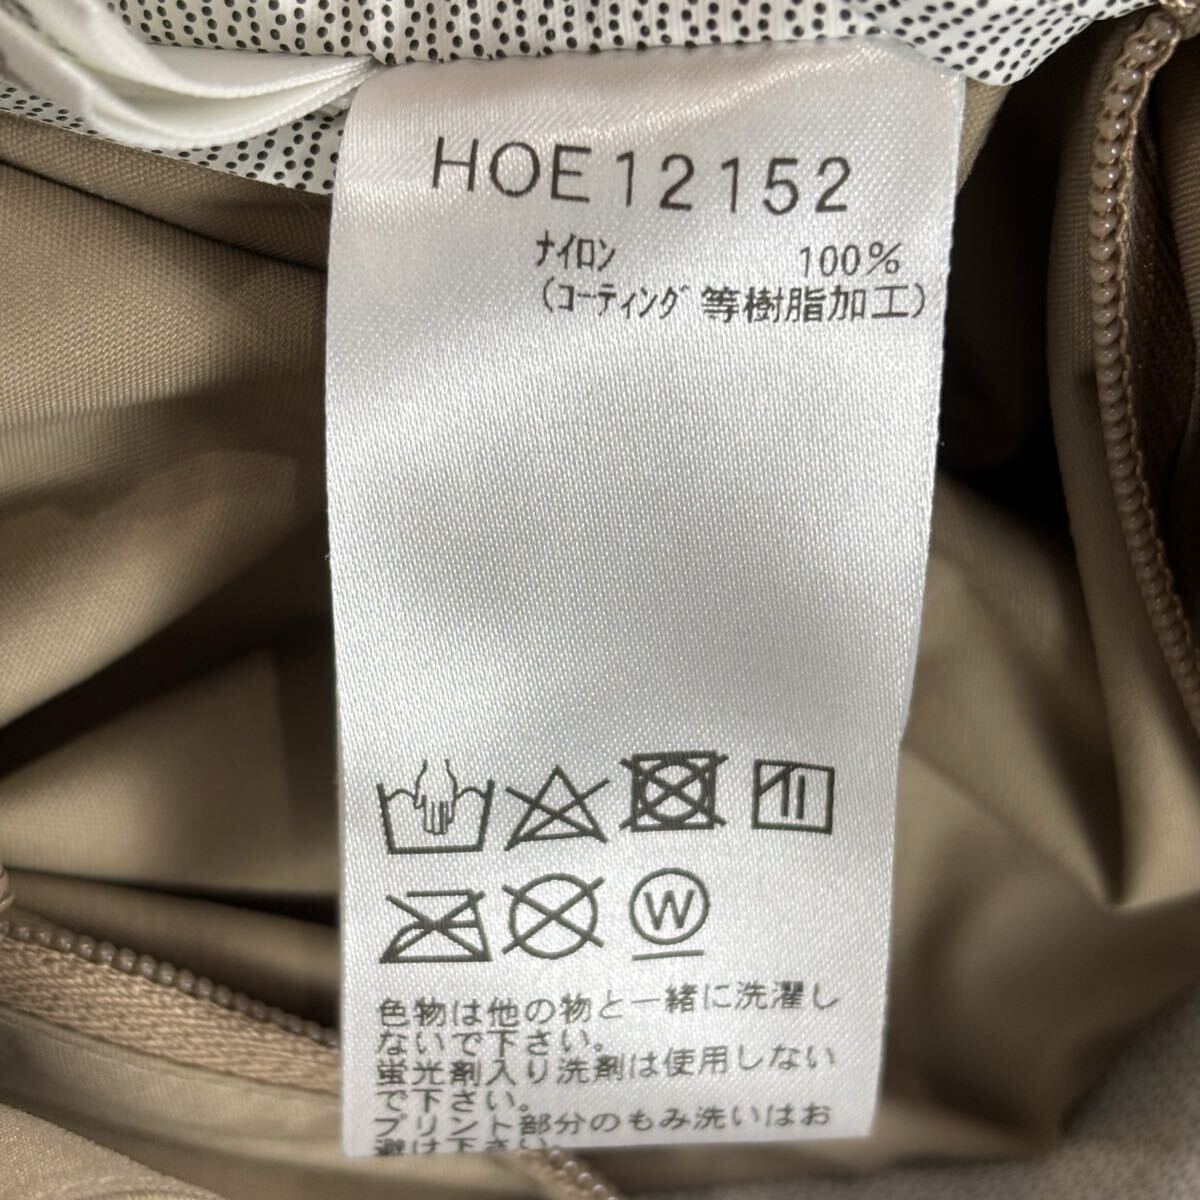 HOE12152
ナイロン 100%
(コーティング等樹脂加工)
W
色物は他の物と一緒に洗濯し
ないで下さい。
蛍光剤入り洗剤は使用しない
で下さい。
プリント部分のもみ洗いはお
避け下さい。